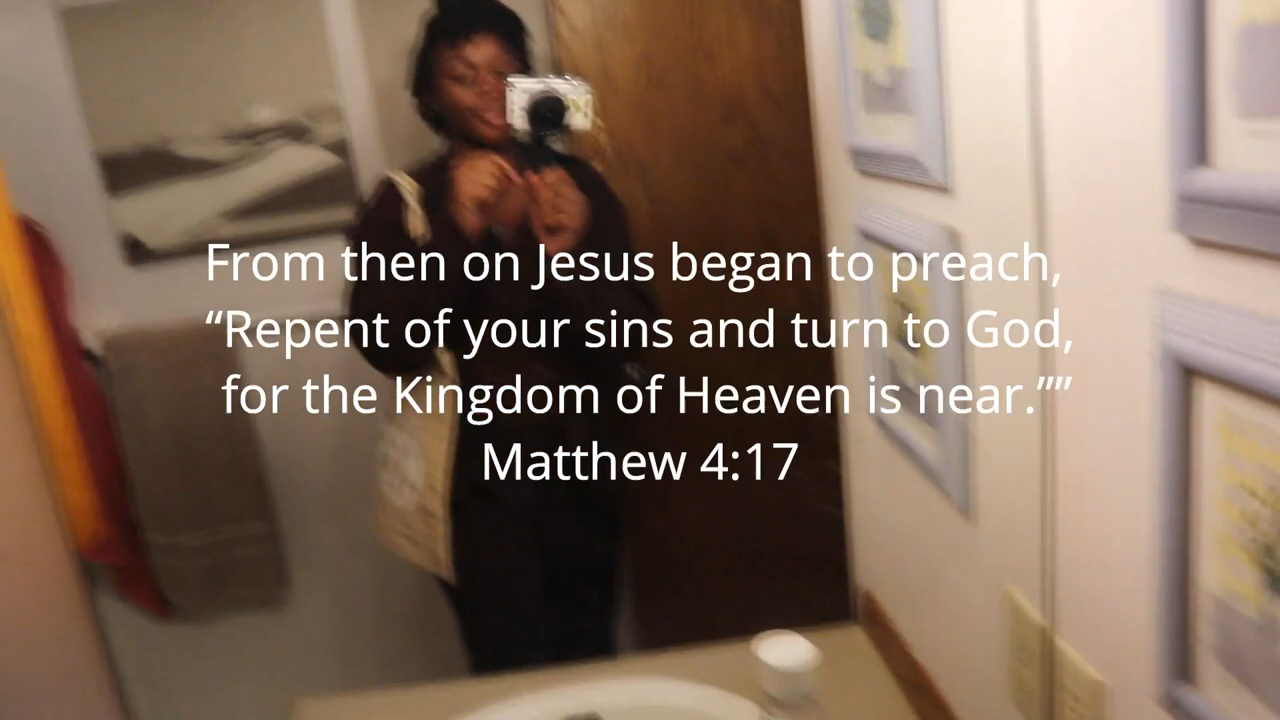 From then on Jesus began to preach,
“Repent of your sins and turn to God,
for the Kingdom of Heaven is near.””
Matthew 4:17